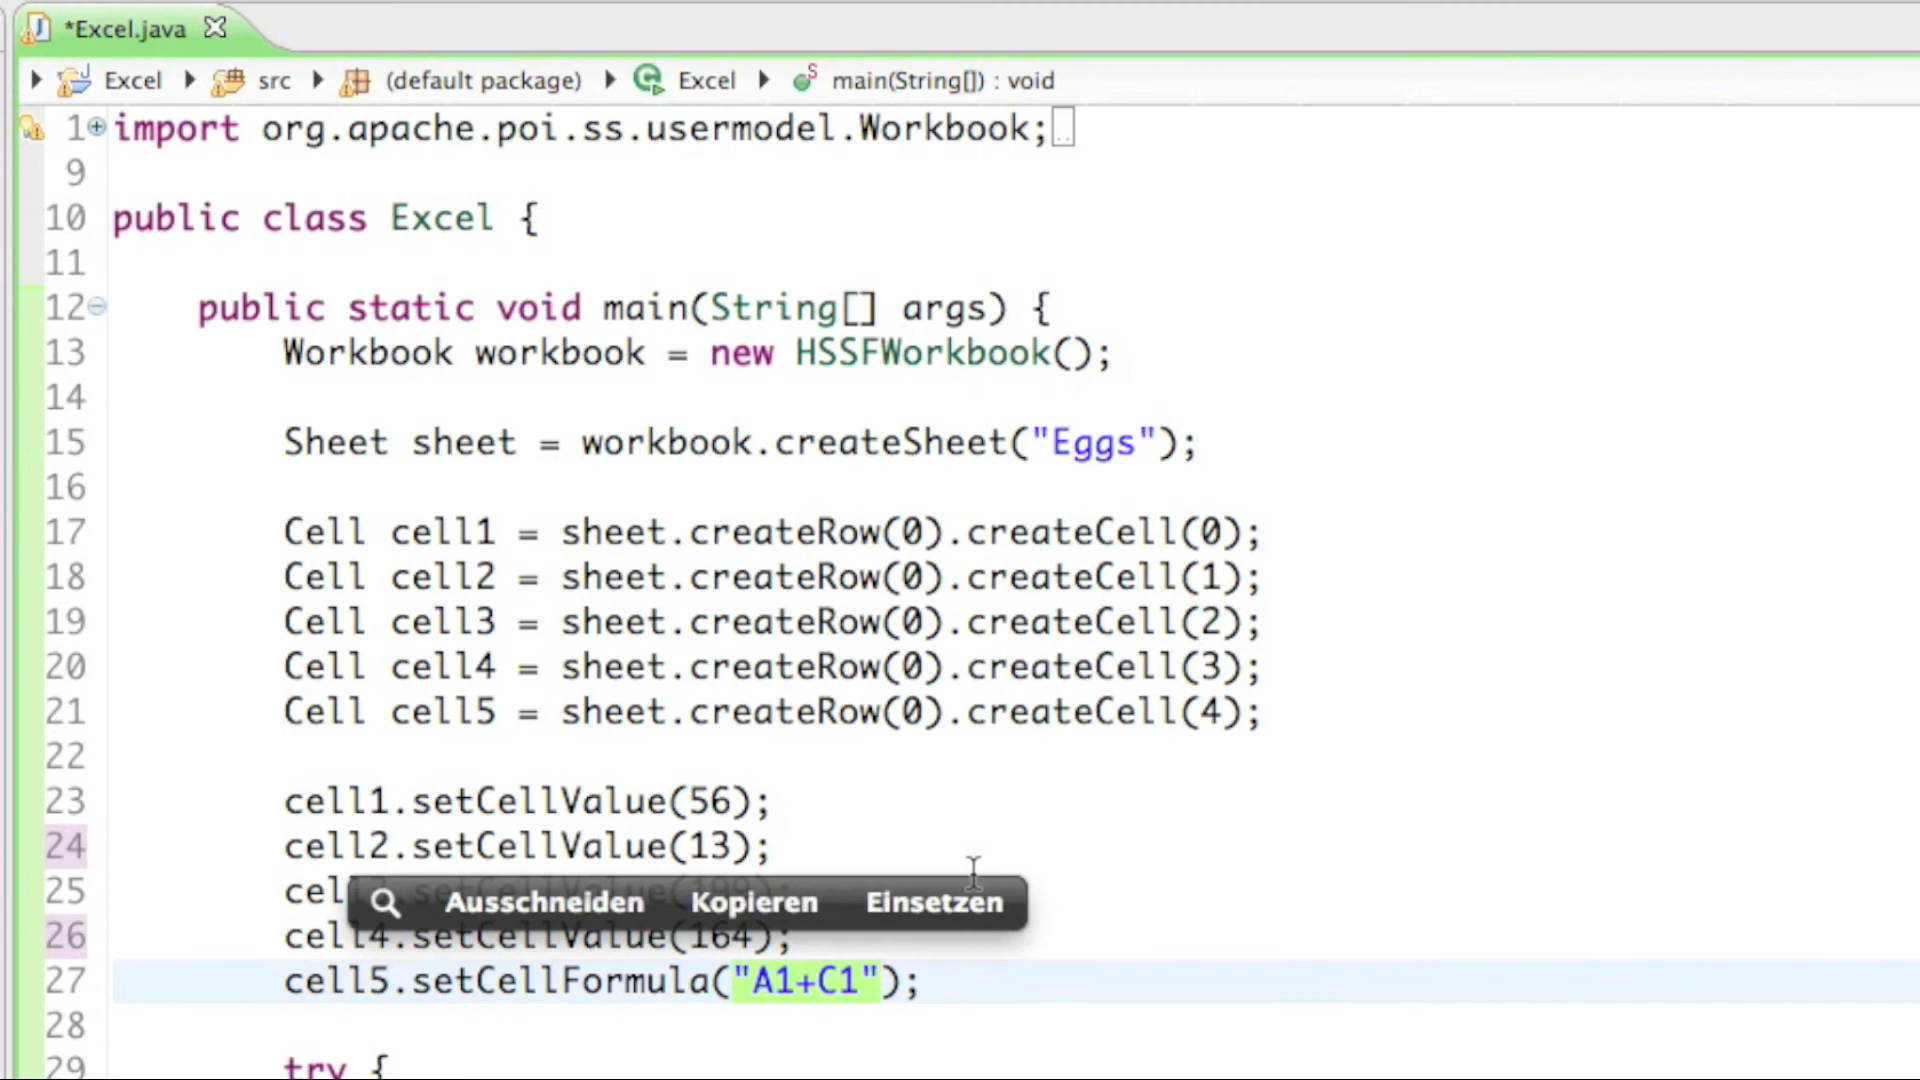 *Excel.java
Excel src (default package) Excel main(String[]) : void
1 import org.apache.poi.ss.usermodel.Workbook;
9
10 public class Excel {
11
12 public static void main(String[] args) {
13 Workbook workbook = new HSSFWorkbook();
14
15 Sheet sheet = workbook.createSheet("Eggs");
16
17 Cell cell1 = sheet.createRow(0).createCell(0);
18 Cell cell2 = sheet.createRow(0).createCell(1);
19 Cell cell3 = sheet.createRow(0).createCell(2);
20 Cell cell4 = sheet.createRow(0).createCell(3);
21 Cell cell5 = sheet.createRow(0).createCell(4);
22
23 cell1.setCellValue(56);
24 cell2.setCellValue(13);
25
Ausschneiden Kopieren Einsetzen
26 cell4.setCellValue(164);
27 cell5.setCellFormula("A1+C1");
28
29 try {